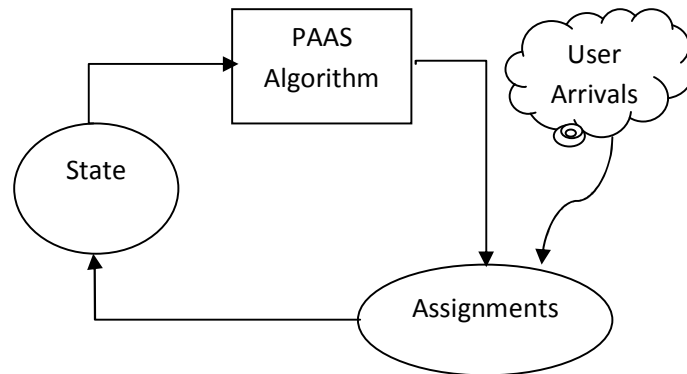 PAAS
Algorithm
User
Arrivals
State
Assignments